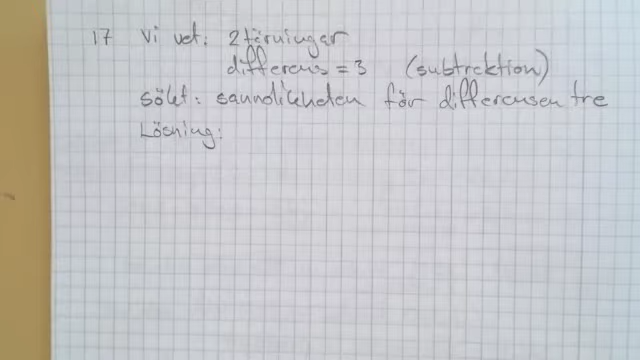 17 Vi vet: 2 tärningar
differens = 3 (subtraktion)
sökt: sannolikheten för differensen tre
Lösning: